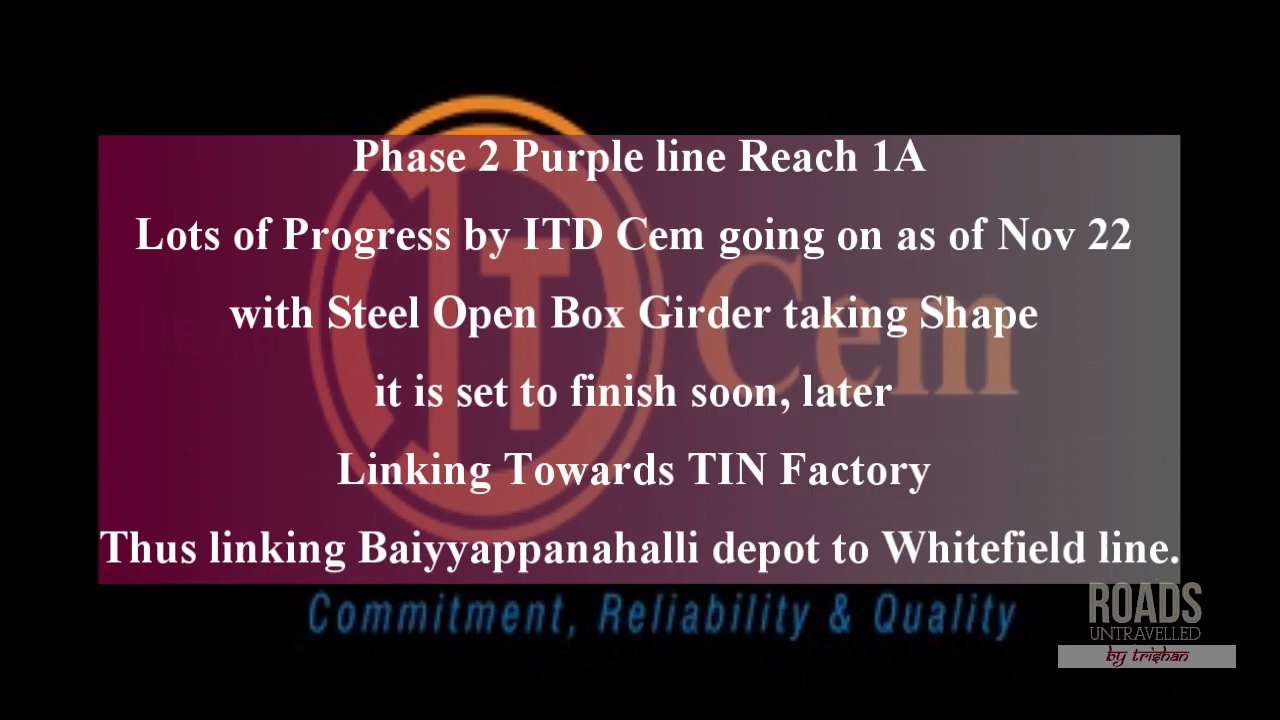 Phase 2 Purple line Reach 1A
Lots of Progress by ITD Cem going on as of Nov 22
with Steel Open Box Girder taking Shape
it is set to finish soon, later
Linking Towards TIN Factory
Thus linking Baiyyappanahalli depot to Whitefield line.
ITD Cem
Commitment, Reliability & Quality
ROADS
UNTRAVELLED
by trishan